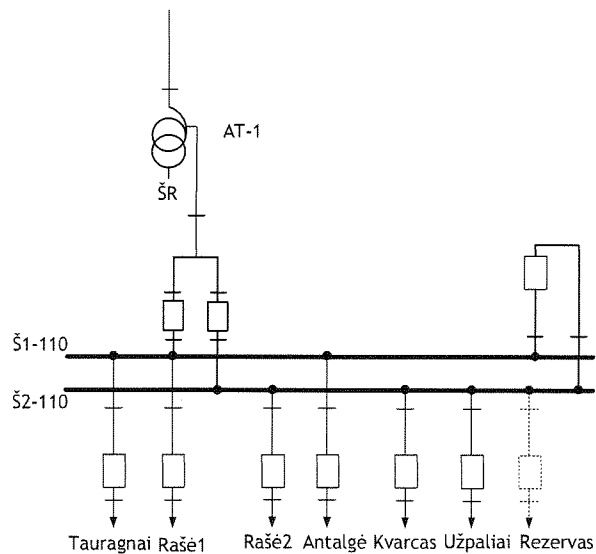 AT-1
ŠR
Š1-110
Š2-110
Tauragnai Rašė1 Rašė2 Antalgė Kvarcas Užpaliai Rezervas